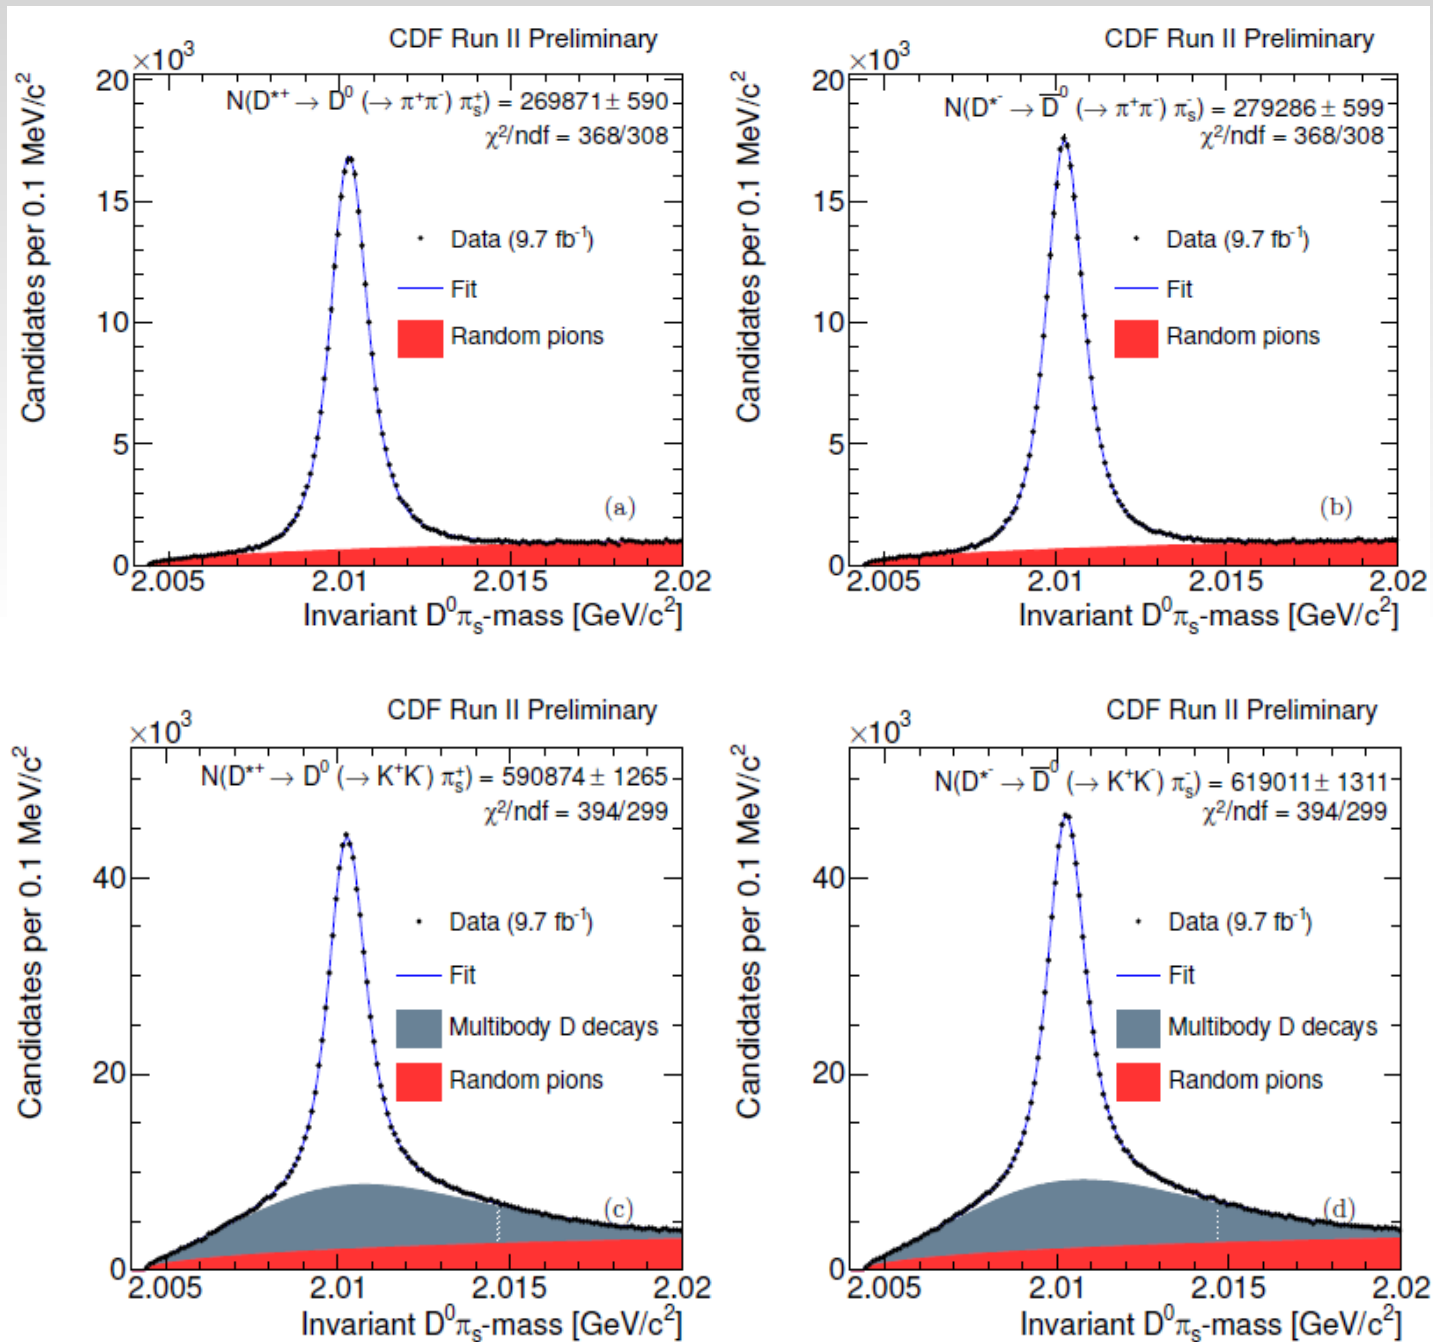 CDF Run II Preliminary
×10³
N(D*⁺ → D⁰ (→ π⁺π⁻) πₛ⁺) = 269871 ± 590
χ²/ndf = 368/308
Data (9.7 fb⁻¹)
Fit
Random pions
(a)
20
15
10
5
0
2.005 2.01 2.015 2.02
Candidates per 0.1 MeV/c²
Invariant D⁰πₛ-mass [GeV/c²]
CDF Run II Preliminary
×10³
N(D*⁻ → D̅⁰ (→ π⁺π⁻) πₛ⁻) = 279286 ± 599
χ²/ndf = 368/308
Data (9.7 fb⁻¹)
Fit
Random pions
(b)
20
15
10
5
0
2.005 2.01 2.015 2.02
Candidates per 0.1 MeV/c²
Invariant D⁰πₛ-mass [GeV/c²]
CDF Run II Preliminary
×10³
N(D*⁺ → D⁰ (→ K⁺K⁻) πₛ⁺) = 590874 ± 1265
χ²/ndf = 394/299
Data (9.7 fb⁻¹)
Fit
Multibody D decays
Random pions
(c)
40
20
0
2.005 2.01 2.015 2.02
Candidates per 0.1 MeV/c²
Invariant D⁰πₛ-mass [GeV/c²]
CDF Run II Preliminary
×10³
N(D*⁻ → D̅⁰ (→ K⁺K⁻) πₛ⁻) = 619011 ± 1311
χ²/ndf = 394/299
Data (9.7 fb⁻¹)
Fit
Multibody D decays
Random pions
(d)
40
20
0
2.005 2.01 2.015 2.02
Candidates per 0.1 MeV/c²
Invariant D⁰πₛ-mass [GeV/c²]